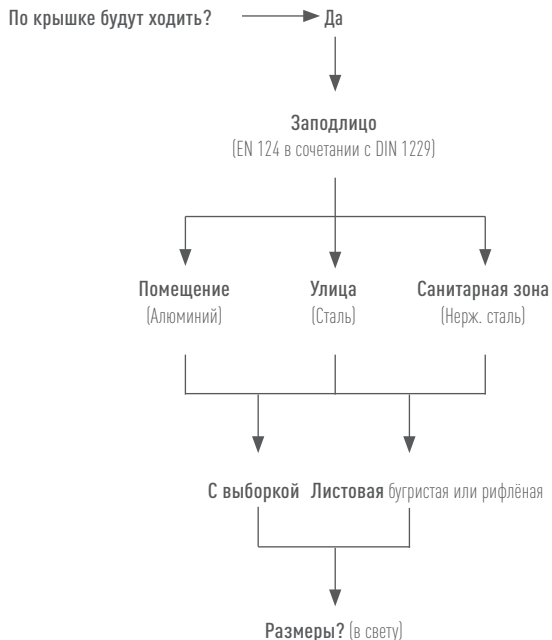 По крышке будут ходить? Да
Заподлицо
(EN 124 в сочетании с DIN 1229)
Помещение Улица Санитарная зона
(Алюминий) (Сталь) (Нерж. сталь)
С выборкой Листовая бугристая или рифлёная
Размеры? (в свету)